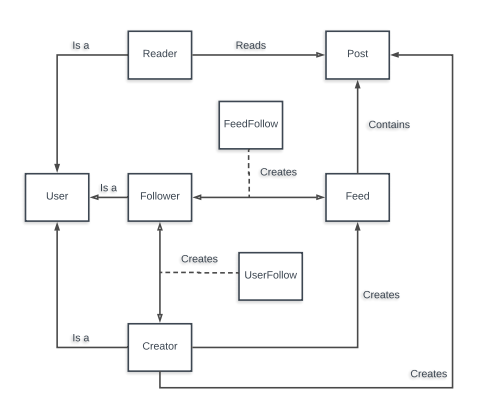 Is a
Reads
Reader
Post
FeedFollow
Contains
Creates
Is a
User
Follower
Feed
Creates
UserFollow
Creates
Is a
Creator
Creates